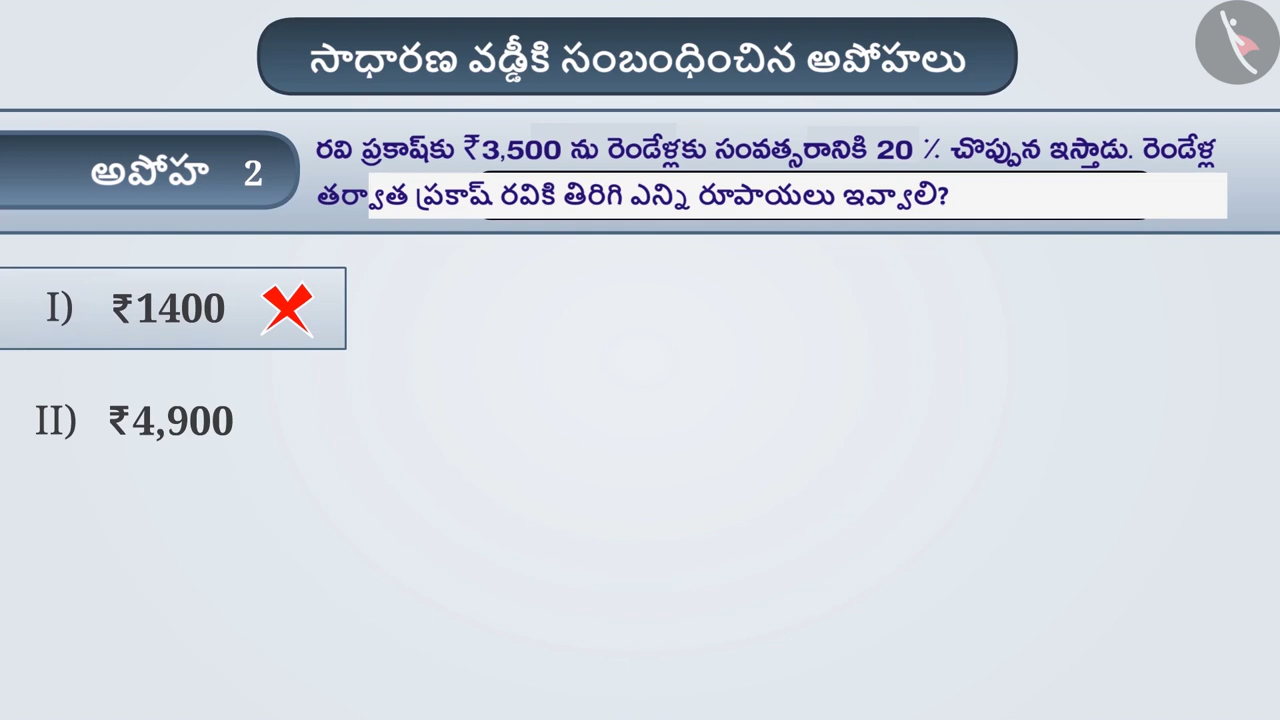 సాధారణ వడ్డీకి సంబంధించిన అపోహలు
అపోహ 2
రవి ప్రకాష్‌కు ₹3,500 ను రెండేళ్లకు సంవత్సరానికి 20 % చొప్పున ఇస్తాడు. రెండేళ్ల
తర్వాత ప్రకాష్ రవికి తిరిగి ఎన్ని రూపాయలు ఇవ్వాలి?
I) ₹1400
II) ₹4,900